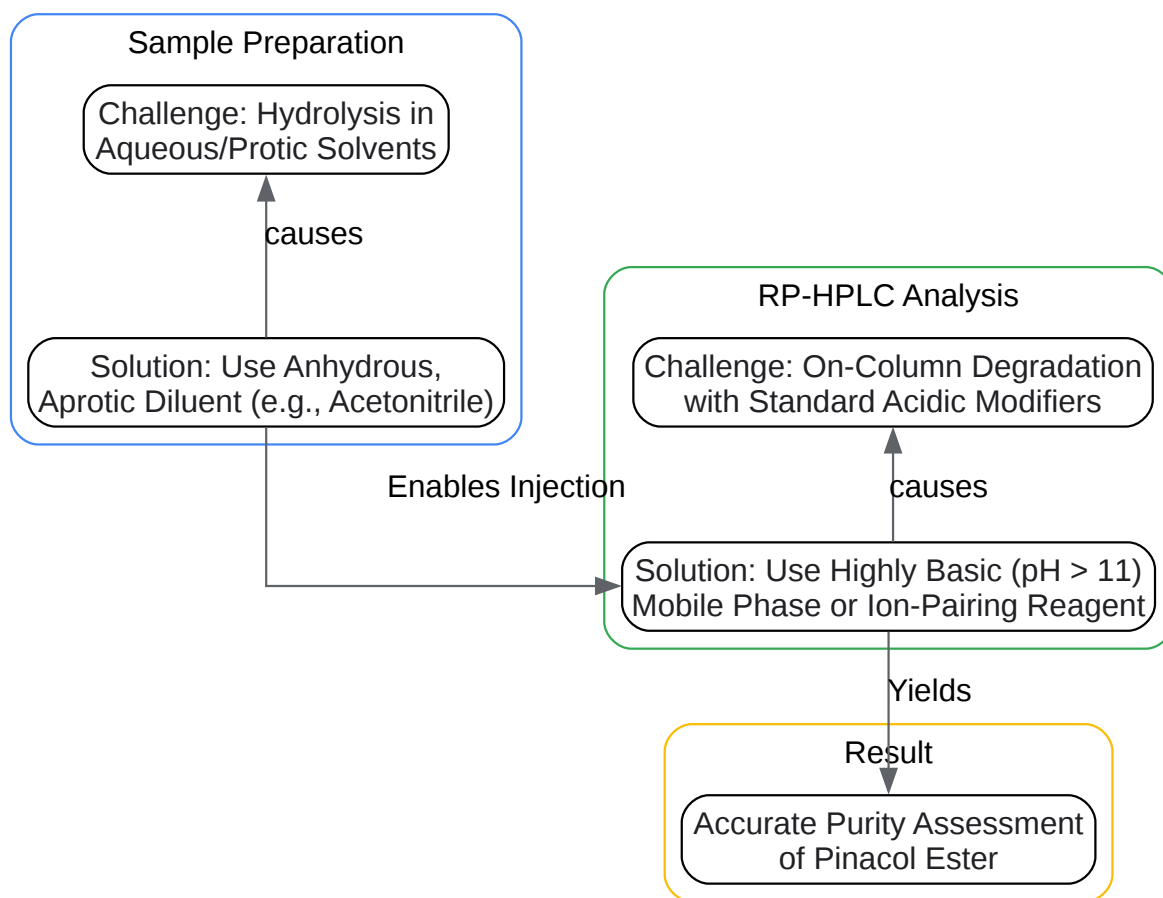 Sample Preparation
Challenge: Hydrolysis in
Aqueous/Protic Solvents
causes
Solution: Use Anhydrous,
Aprotic Diluent (e.g., Acetonitrile)
Enables Injection
RP-HPLC Analysis
Challenge: On-Column Degradation
with Standard Acidic Modifiers
causes
Solution: Use Highly Basic (pH > 11)
Mobile Phase or Ion-Pairing Reagent
Yields
Result
Accurate Purity Assessment
of Pinacol Ester